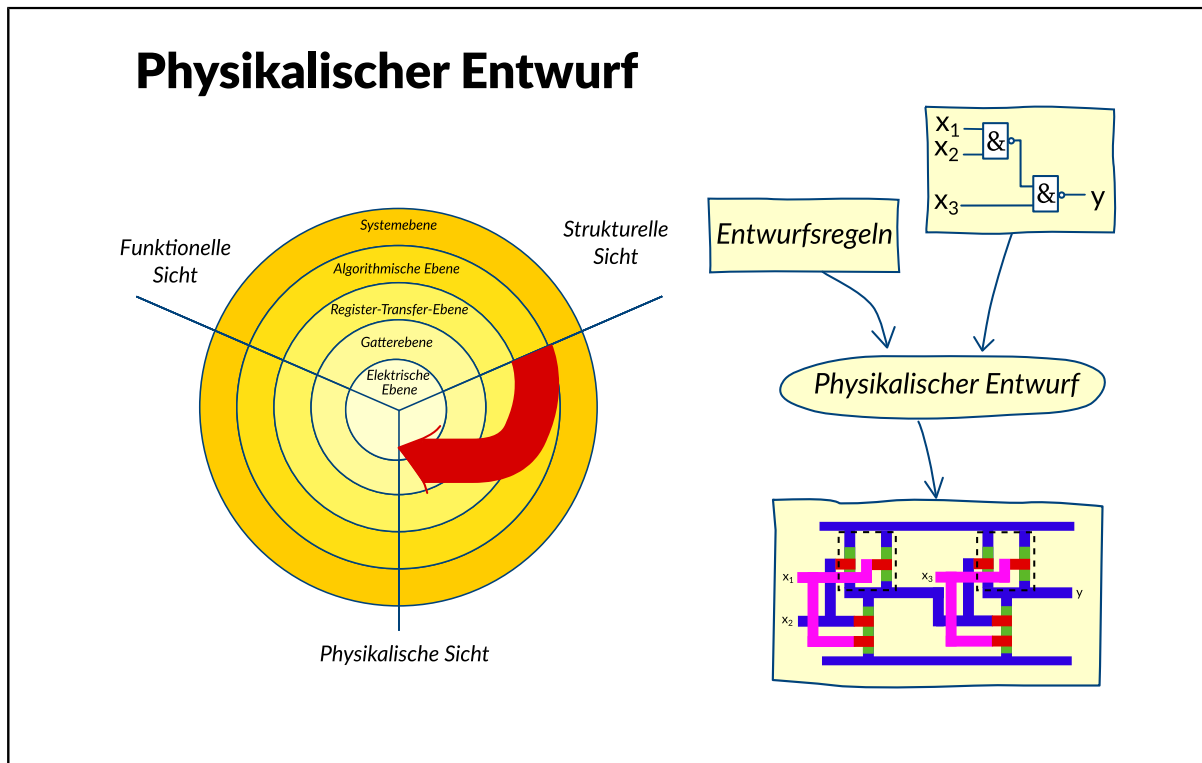 Physikalischer Entwurf
Funktionelle
Sicht
Strukturelle
Sicht
Systemebene
Algorithmische Ebene
Register-Transfer-Ebene
Gatterebene
Elektrische
Ebene
Physikalische Sicht
Entwurfsregeln
x₁
x₂
x₃
&
&
y
Physikalischer Entwurf
x₁
x₂
x₃
y